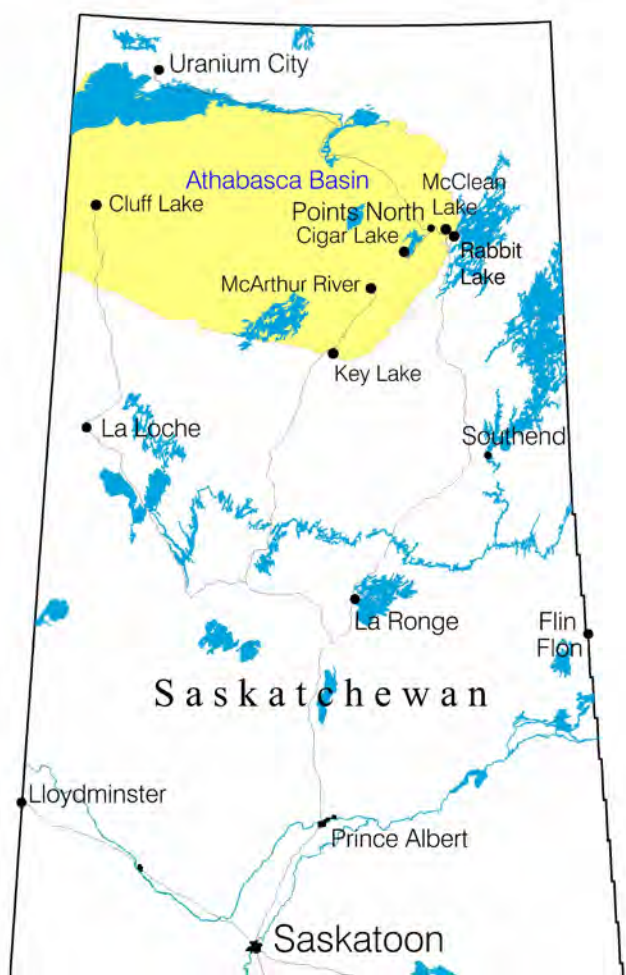 Uranium City
Athabasca Basin
McClean
Lake
Cluff Lake
Points North
Cigar Lake
Rabbit
Lake
McArthur River
Key Lake
La Loche
Southend
La Ronge
Flin
Flon
Saskatchewan
Lloydminster
Prince Albert
Saskatoon